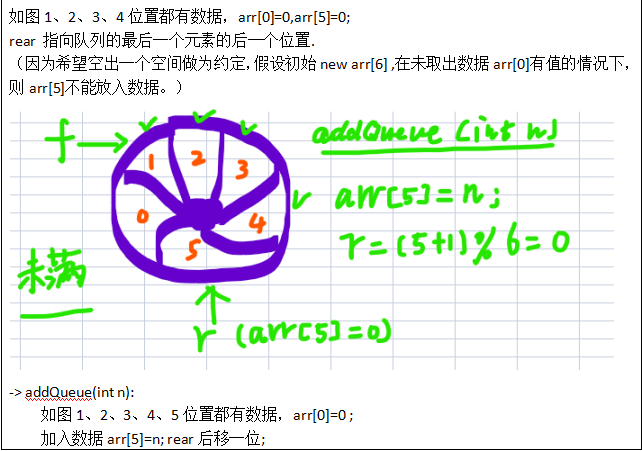 如图1、2、3、4位置都有数据，arr[0]=0,arr[5]=0;
rear 指向队列的最后一个元素的后一个位置.
（因为希望空出一个空间做为约定，假设初始 new arr[6] ,在未取出数据 arr[0]有值的情况下，
则 arr[5]不能放入数据。）
f
1
2
3
addQueue (int n)
0
4
arr[5]=n;
5
r=(5+1)%6=0
未满
r (arr[5]=0)
-> addQueue(int n):
如图1、2、3、4、5位置都有数据，arr[0]=0 ;
加入数据 arr[5]=n; rear 后移一位;